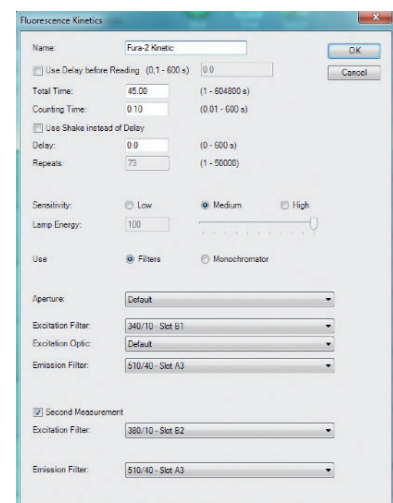 Fluorescence Kinetics
Name: Fura-2 Kinetic OK
Use Delay before Reading (0,1 - 600 s) 0.0 Cancel
Total Time: 45.00 (1 - 604800 s)
Counting Time: 0.10 (0.01 - 600 s)
Use Shake instead of Delay
Delay: 0.0 (0 - 600 s)
Repeats: 73 (1 - 50000)
Sensitivity: Low Medium High
Lamp Energy: 100
Use Filters Monochromator
Aperture: Default
Excitation Filter: 340/10 - Slot B1
Excitation Optic: Default
Emission Filter: 510/40 - Slot A3
Second Measurement
Excitation Filter: 380/10 - Slot B2
Emission Filter: 510/40 - Slot A3